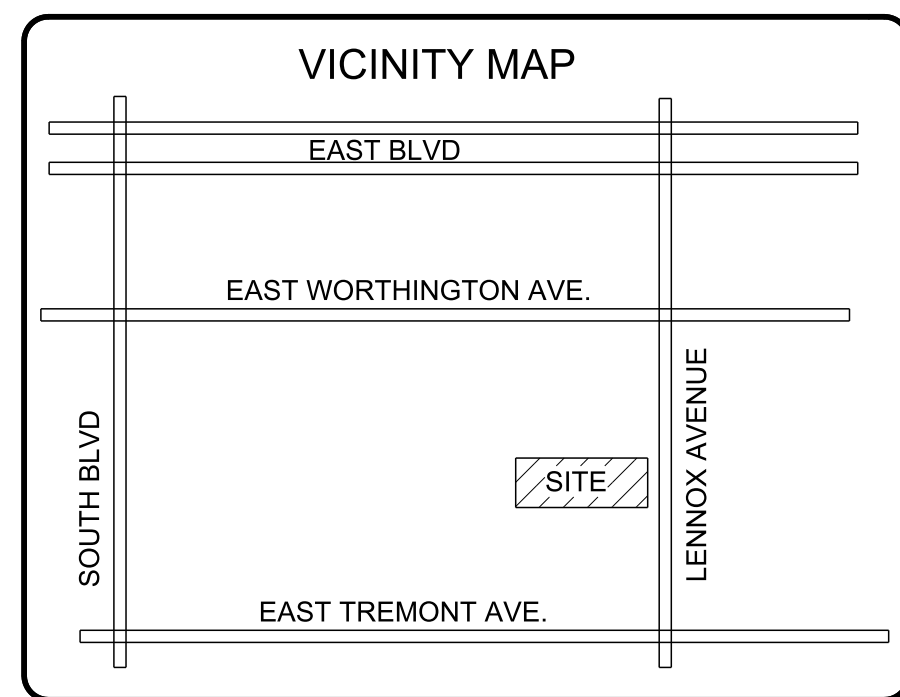 VICINITY MAP
EAST BLVD
EAST WORTHINGTON AVE.
SOUTH BLVD
LENNOX AVENUE
SITE
EAST TREMONT AVE.